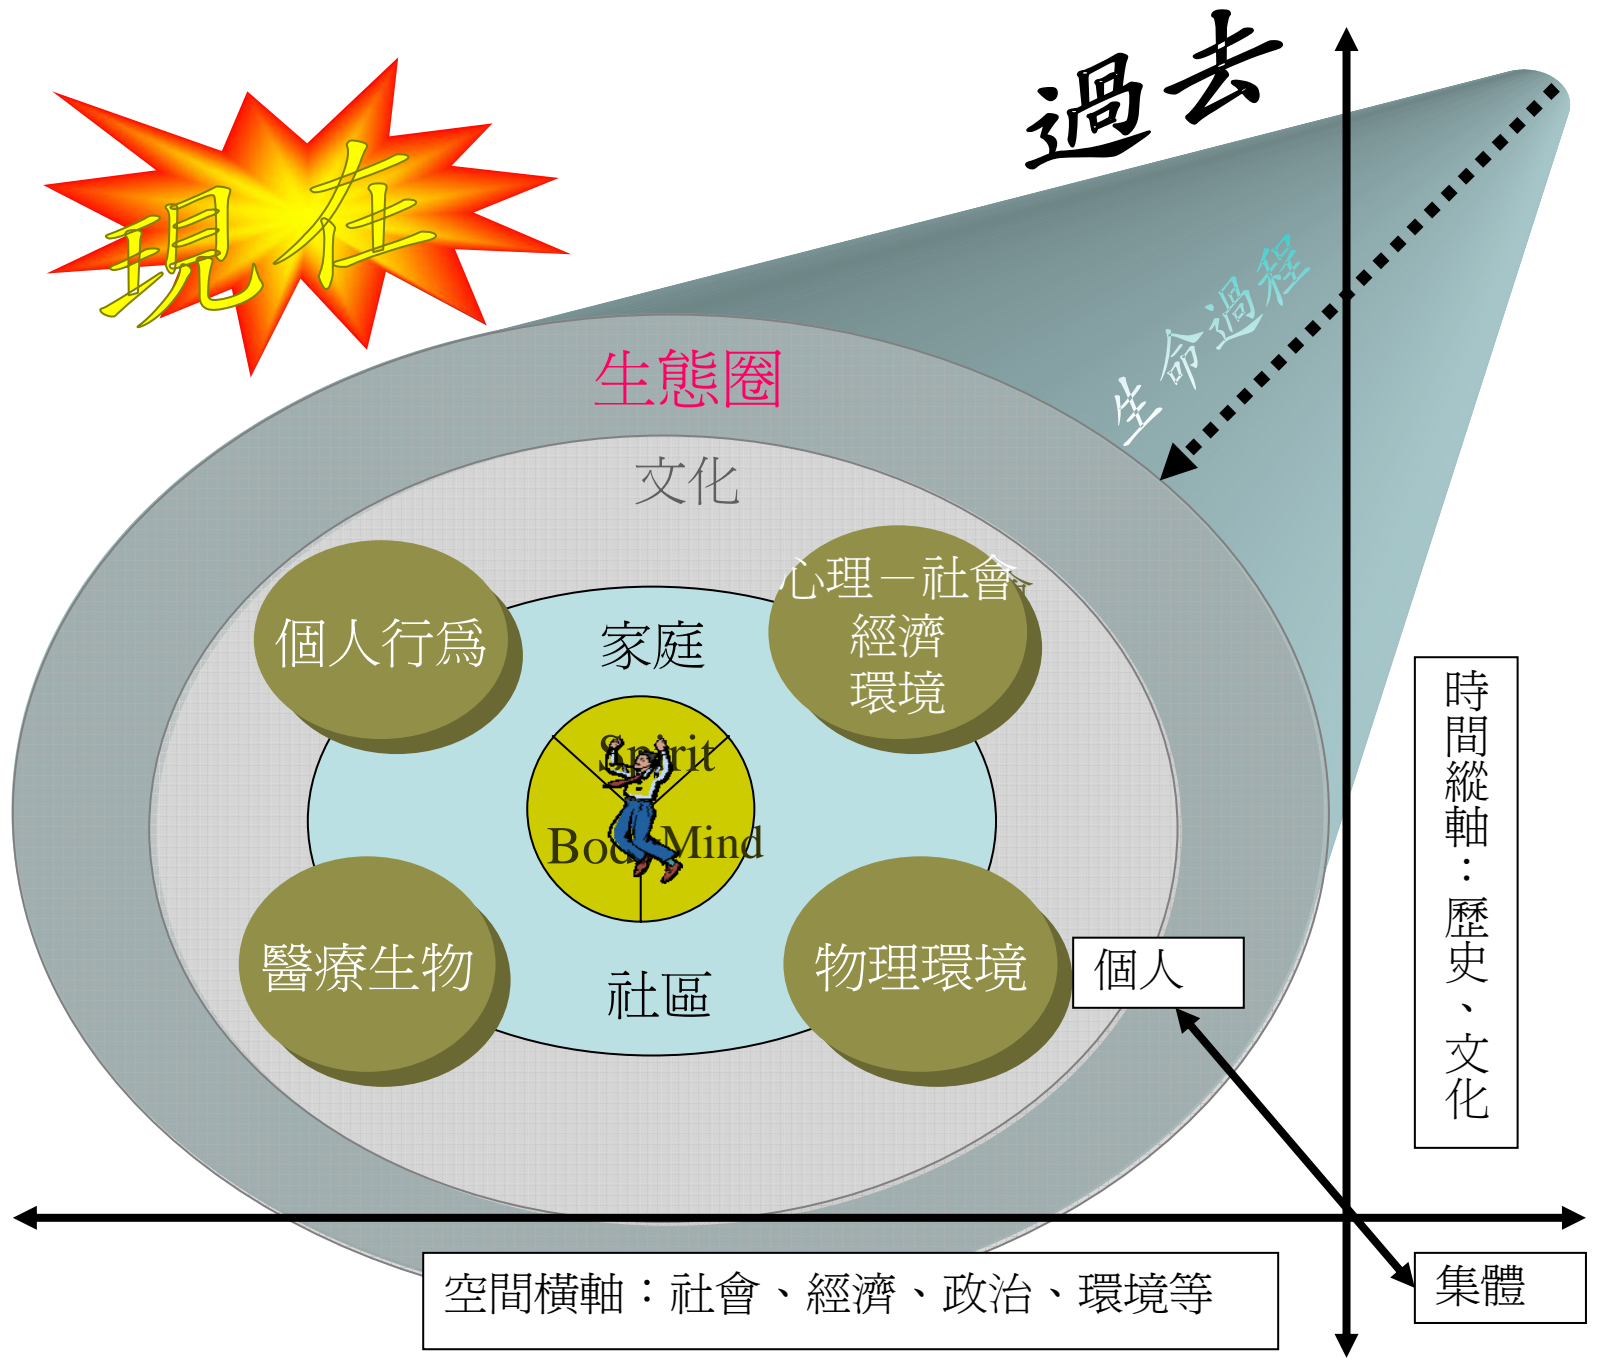 過去
現在
生命過程
生態圈
文化
心理－社會
經濟
環境
個人行為
家庭
Spirit
Body
Mind
醫療生物
社區
物理環境
個人
時間縱軸：歷史、文化
空間橫軸：社會、經濟、政治、環境等
集體